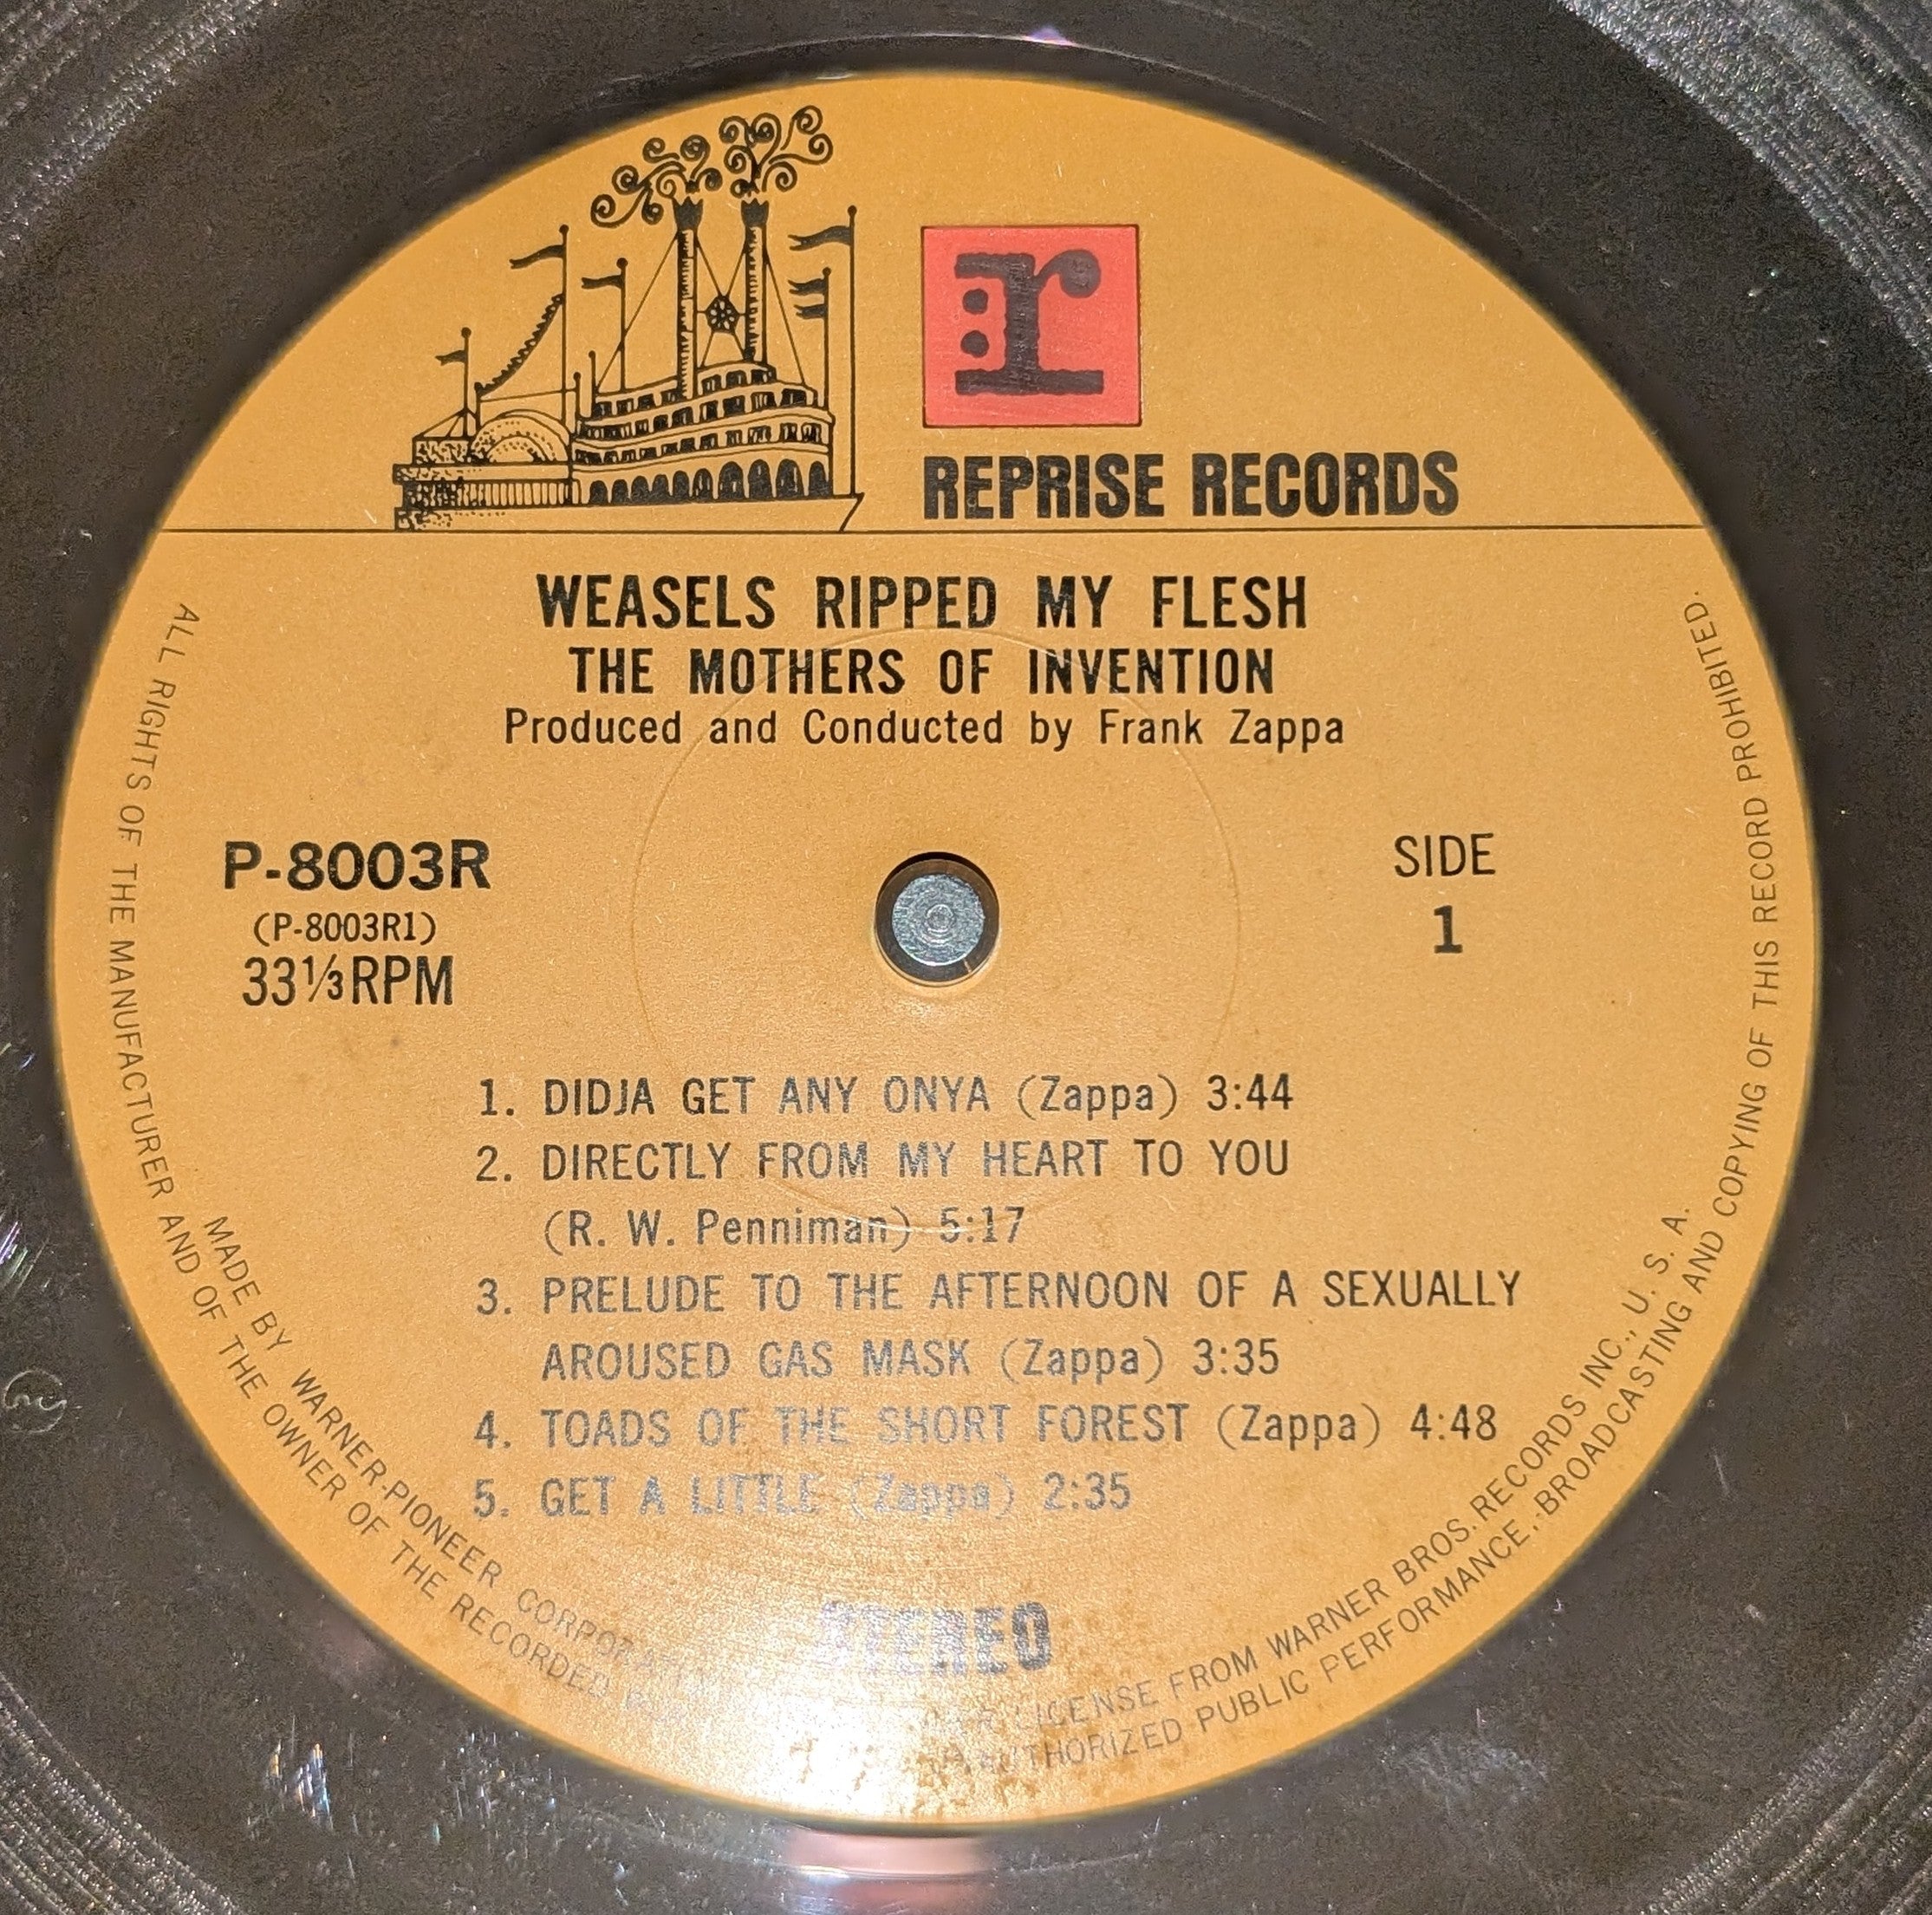 r
REPRISE RECORDS
WEASELS RIPPED MY FLESH
THE MOTHERS OF INVENTION
Produced and Conducted by Frank Zappa
P-8003R
(P-8003R1)
33⅓RPM
SIDE
1
1. DIDJA GET ANY ONYA (Zappa) 3:44
2. DIRECTLY FROM MY HEART TO YOU
(R. W. Penniman) 5:17
3. PRELUDE TO THE AFTERNOON OF A SEXUALLY
AROUSED GAS MASK (Zappa) 3:35
4. TOADS OF THE SHORT FOREST (Zappa) 4:48
5. GET A LITTLE (Zappa) 2:35
STEREO
MADE BY WARNER-PIONEER CORPORATION LICENSE FROM WARNER BROS. RECORDS INC., U. S. A.
ALL RIGHTS OF THE MANUFACTURER AND OF THE OWNER OF THE RECORDED UNAUTHORIZED PUBLIC PERFORMANCE, BROADCASTING AND COPYING OF THIS RECORD PROHIBITED.